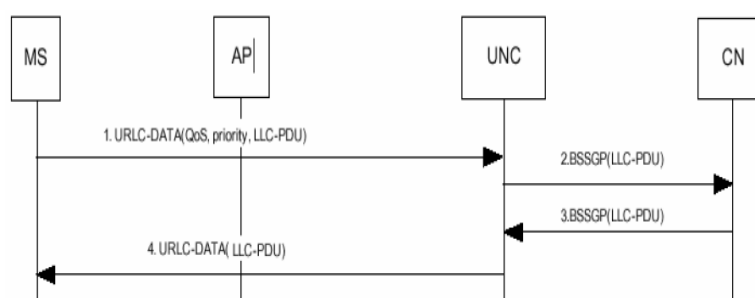 MS
AP
UNC
CN
1. URLC-DATA(QoS, priority, LLC-PDU)
2.BSSGP(LLC-PDU)
3.BSSGP(LLC-PDU)
4. URLC-DATA( LLC-PDU)